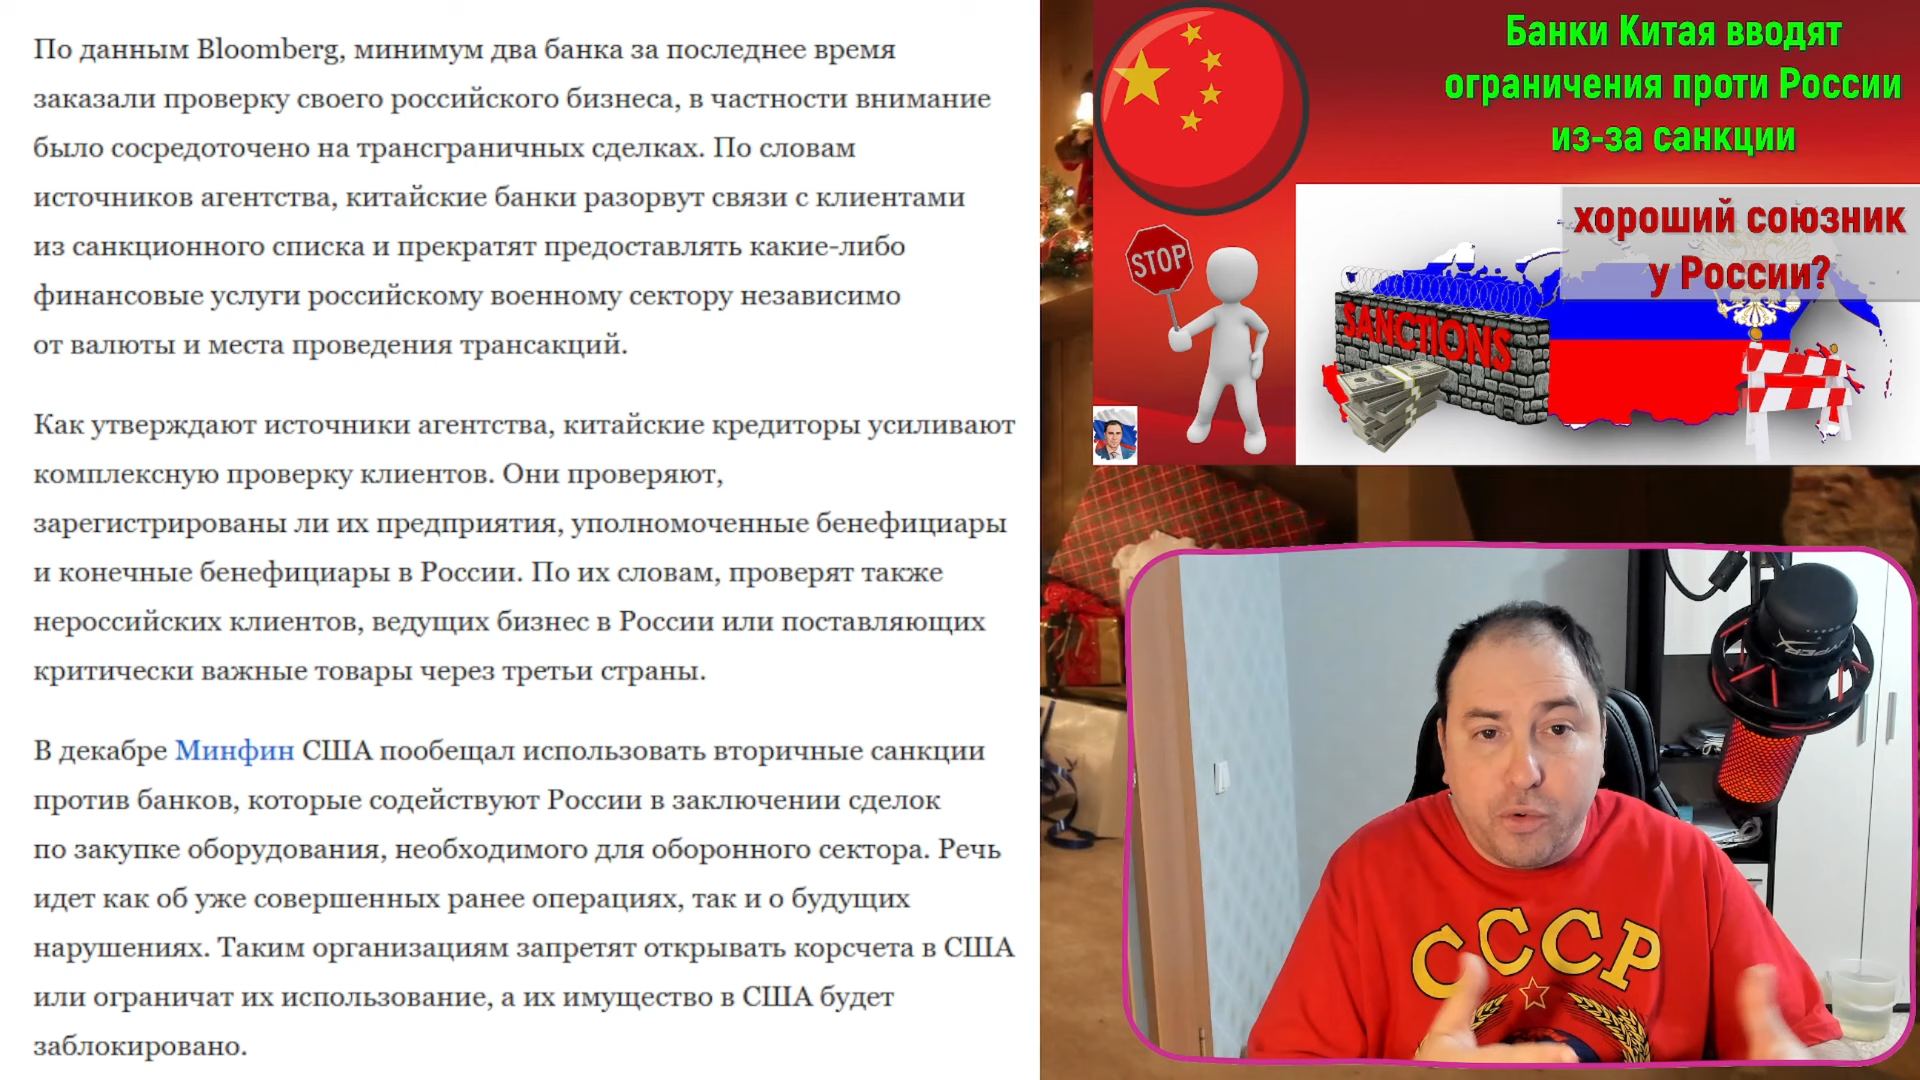 По данным Bloomberg, минимум два банка за последнее время
заказали проверку своего российского бизнеса, в частности внимание
было сосредоточено на трансграничных сделках. По словам
источников агентства, китайские банки разорвут связи с клиентами
из санкционного списка и прекратят предоставлять какие-либо
финансовые услуги российскому военному сектору независимо
от валюты и места проведения трансакций.
Как утверждают источники агентства, китайские кредиторы усиливают
комплексную проверку клиентов. Они проверяют,
зарегистрированы ли их предприятия, уполномоченные бенефициары
и конечные бенефициары в России. По их словам, проверят также
нероссийских клиентов, ведущих бизнес в России или поставляющих
критически важные товары через третьи страны.
В декабре Минфин США пообещал использовать вторичные санкции
против банков, которые содействуют России в заключении сделок
по закупке оборудования, необходимого для оборонного сектора. Речь
идет как об уже совершенных ранее операциях, так и о будущих
нарушениях. Таким организациям запретят открывать корсчета в США
или ограничат их использование, а их имущество в США будет
заблокировано.
Банки Китая вводят
ограничения проти России
из-за санкции
хороший союзник
у России?
STOP
SANCTIONS
СССР